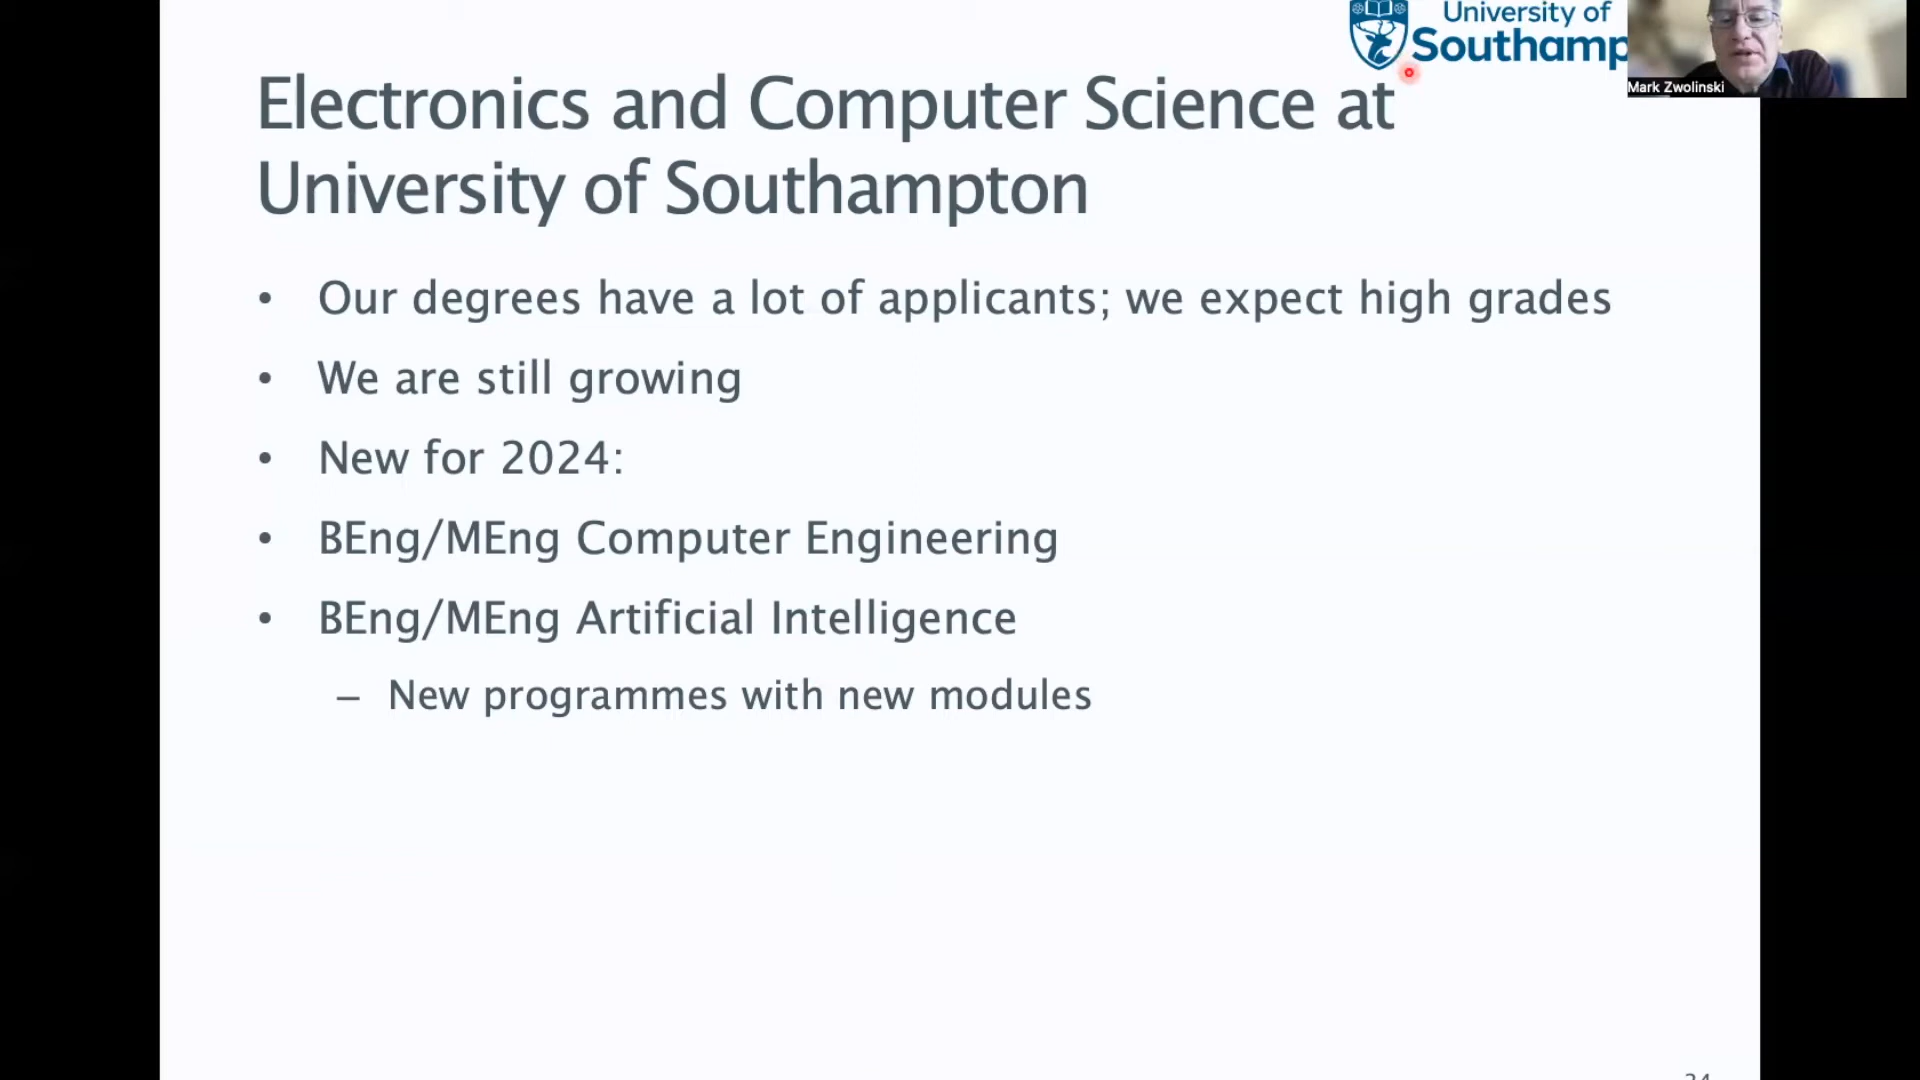 University of
Southamp
Mark Zwolinski
Electronics and Computer Science at
University of Southampton
• Our degrees have a lot of applicants; we expect high grades
• We are still growing
• New for 2024:
• BEng/MEng Computer Engineering
• BEng/MEng Artificial Intelligence
– New programmes with new modules